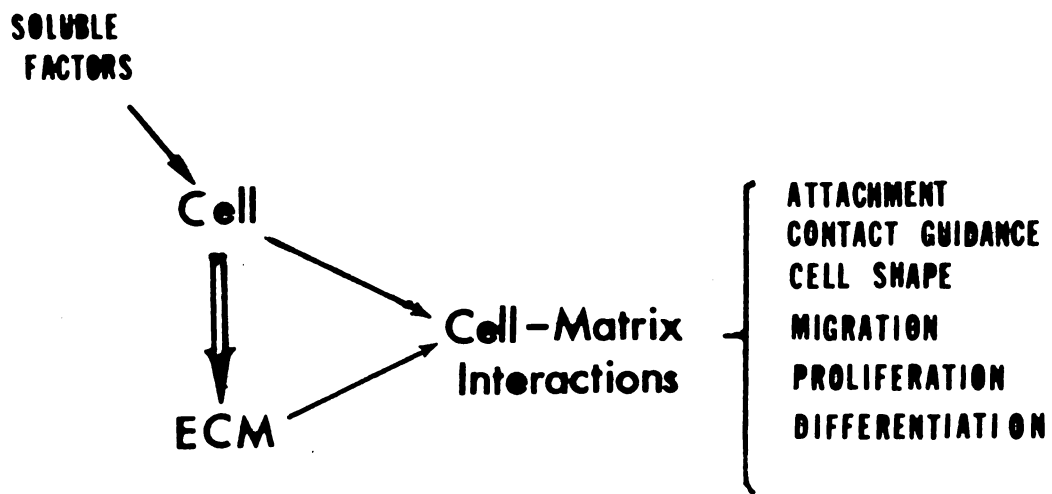 SOLUBLE
FACTORS
Cell
ECM
Cell-Matrix
Interactions
ATTACHMENT
CONTACT GUIDANCE
CELL SHAPE
MIGRATION
PROLIFERATION
DIFFERENTIATION